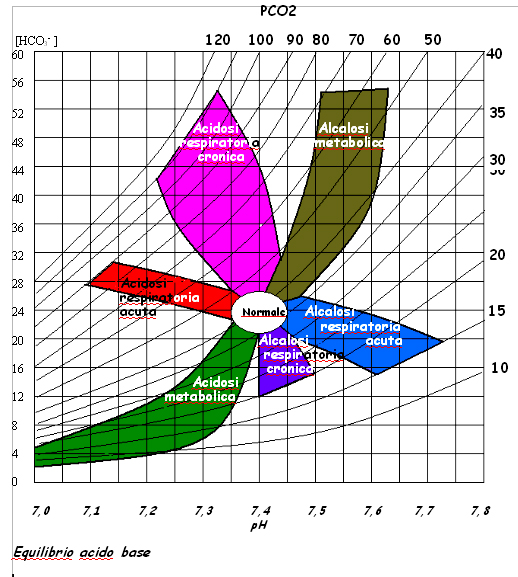 PCO2
[HCO3-]
120 100 90 80 70 60 50
60
56
52
48
44
40
36
32
28
24
20
16
12
8
4
0
40
35
30
20
15
10
Acidosi
respiratoria
cronica
Alcalosi
metabolica
Acidosi
respiratoria
acuta
Normale
Alcalosi
respiratoria
acuta
Alcalosi
respiratoria
cronica
Acidosi
metabolica
7,0 7,1 7,2 7,3 7,4 7,5 7,6 7,7 7,8
pH
Equilibrio acido base